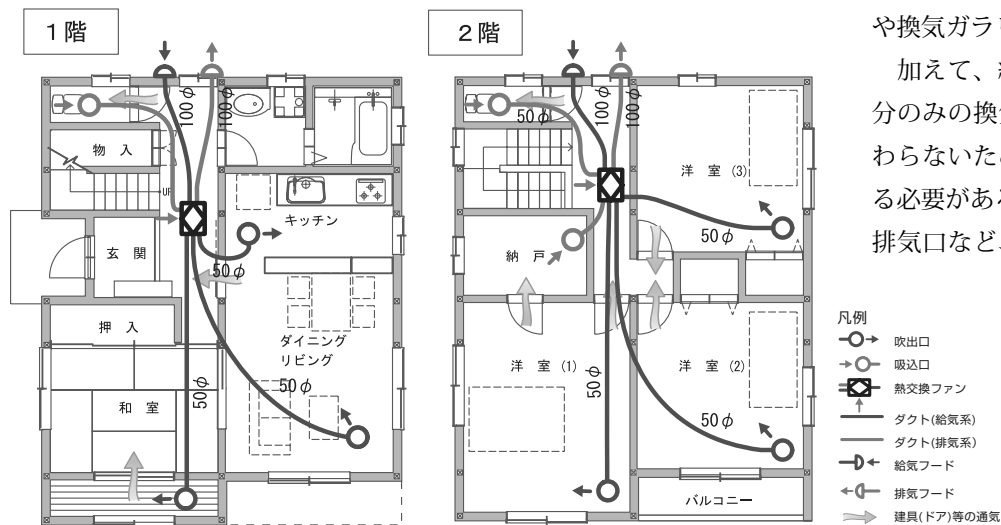 1階
2階
や換気ガラ
加えて、
分のみの換
わらないた
る必要がある
排気口など
100φ
100φ
物 入
UP
キッチン
玄 関
50φ
押 入
ダイニング
リビング
50φ
和 室
50φ
50φ
100φ
100φ
洋 室 (3)
50φ
納 戸
洋 室 (1)
50φ
洋 室 (2)
50φ
バルコニー
凡例
吹出口
吸込口
熱交換ファン
ダクト(給気系)
ダクト(排気系)
給気フード
排気フード
建具(ドア)等の通気